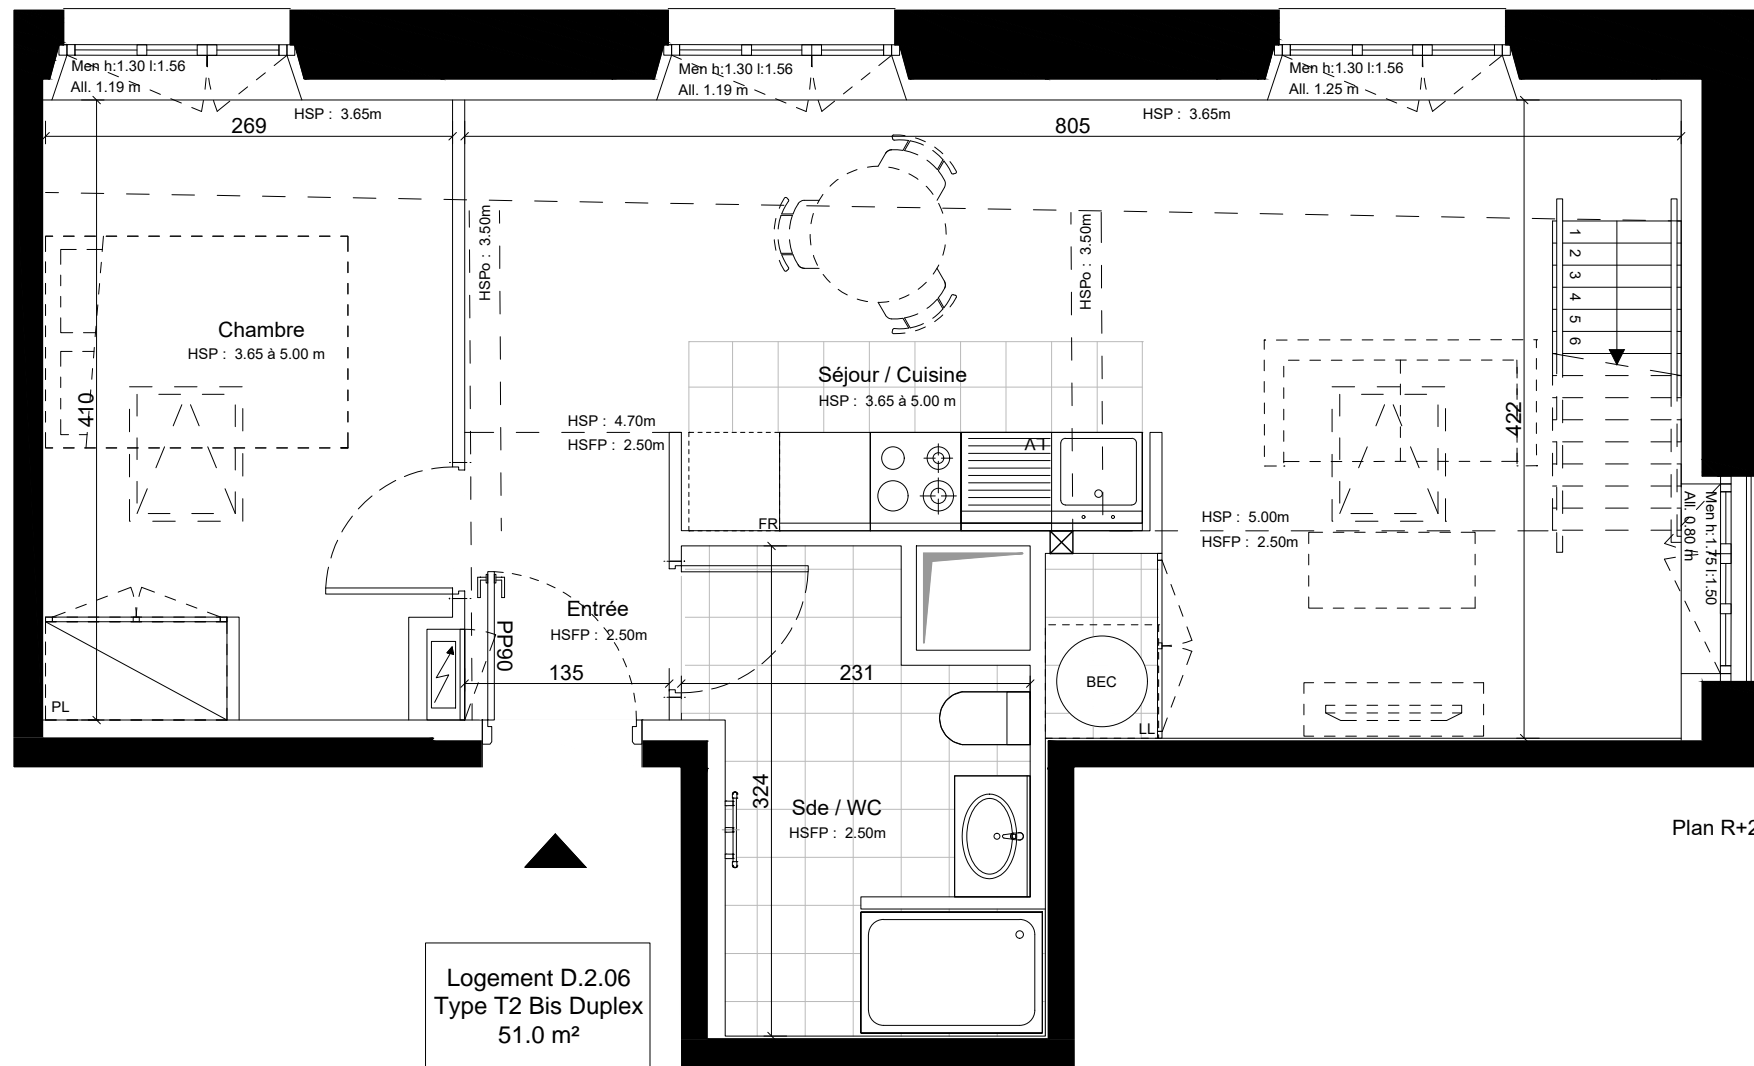 Men h:1.30 l:1.56
All. 1.19 m
Men h:1.30 l:1.56
All. 1.19 m
Men h:1.30 l:1.56
All. 1.25 m
HSP : 3.65m
HSP : 3.65m
269
805
HSPo : 3.50m
HSPo : 3.50m
1
2
3
4
5
6
Chambre
HSP : 3.65 à 5.00 m
Séjour / Cuisine
HSP : 3.65 à 5.00 m
410
422
HSP : 4.70m
HSFP : 2.50m
FR
HSP : 5.00m
HSFP : 2.50m
Men h:1.75 l:1.50
All. 0.80 m
Entrée
HSFP : 2.50m
PP90
135
231
BEC
LL
PL
324
Sde / WC
HSFP : 2.50m
Plan R+2
Logement D.2.06
Type T2 Bis Duplex
51.0 m²